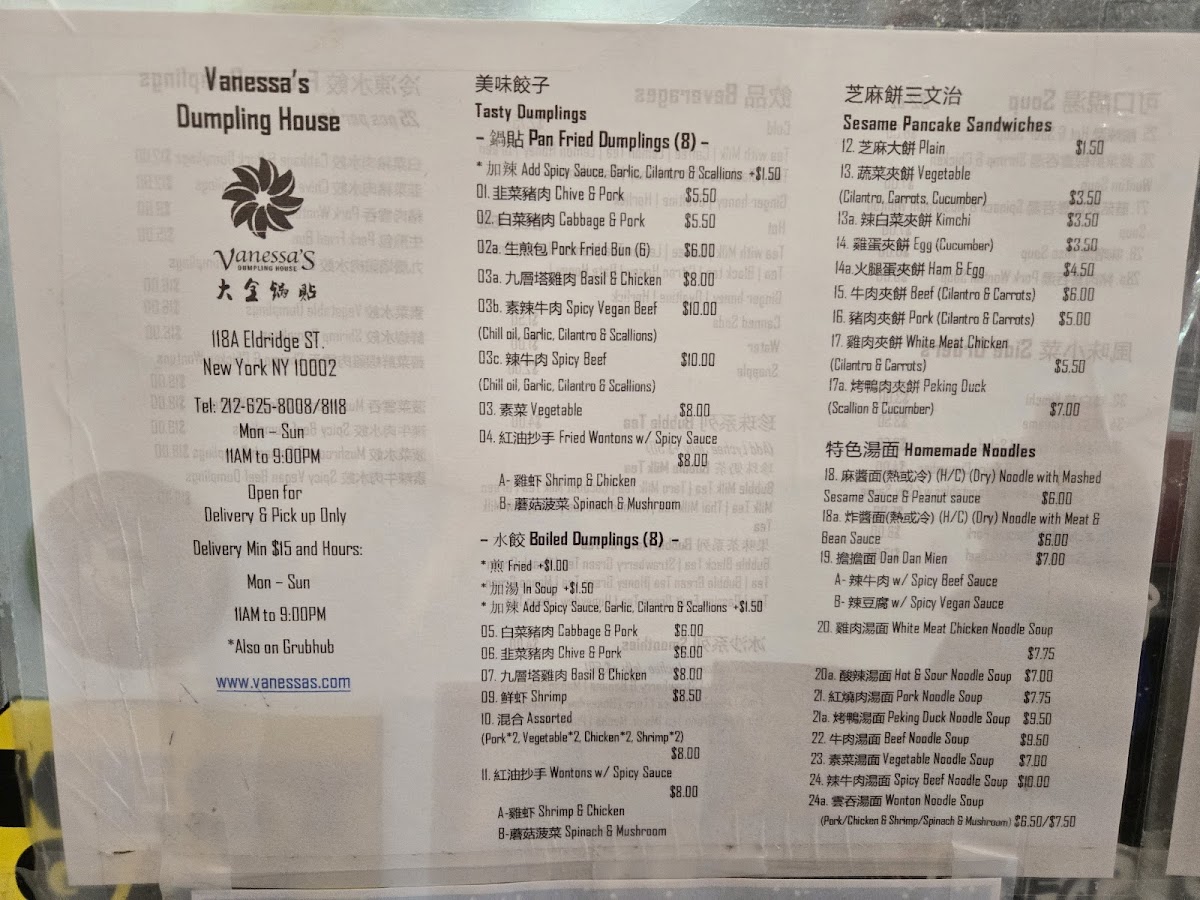 Vanessa's
Dumpling House
VANESSA'S
DUMPLING HOUSE
大金鍋貼
118A Eldridge ST.
New York NY 10002
Tel: 212-625-8008/8118
Mon – Sun
11AM to 9:00PM
Open for
Delivery & Pick up Only
Delivery Min $15 and Hours:
Mon – Sun
11AM to 9:00PM
*Also on Grubhub
www.vanessas.com
美味餃子
Tasty Dumplings
– 鍋貼 Pan Fried Dumplings (8) –
* 加辣 Add Spicy Sauce, Garlic, Cilantro & Scallions +$1.50
01. 韭菜豬肉 Chive & Pork $5.50
02. 白菜豬肉 Cabbage & Pork $5.50
02a. 生煎包 Pork Fried Bun (6) $6.00
03a. 九層塔雞肉 Basil & Chicken $8.00
03b. 素辣牛肉 Spicy Vegan Beef $10.00
(Chill oil, Garlic, Cilantro & Scallions)
03c. 辣牛肉 Spicy Beef $10.00
(Chill oil, Garlic, Cilantro & Scallions)
03. 素菜 Vegetable $8.00
04. 紅油抄手 Fried Wontons w/ Spicy Sauce
$8.00
A- 雞虾 Shrimp & Chicken
B- 蘑菇菠菜 Spinach & Mushroom
– 水餃 Boiled Dumplings (8) –
* 煎 Fried +$1.00
* 加湯 In Soup +$1.50
* 加辣 Add Spicy Sauce, Garlic, Cilantro & Scallions +$1.50
05. 白菜豬肉 Cabbage & Pork $6.00
06. 韭菜豬肉 Chive & Pork $6.00
07. 九層塔雞肉 Basil & Chicken $8.00
09. 鮮虾 Shrimp $8.50
10. 混合 Assorted
(Pork*2, Vegetable*2, Chicken*2, Shrimp*2)
$8.00
11. 紅油抄手 Wontons w/ Spicy Sauce
$8.00
A-雞虾 Shrimp & Chicken
B-蘑菇菠菜 Spinach & Mushroom
芝麻餅三文治
Sesame Pancake Sandwiches
12. 芝麻大餅 Plain $1.50
13. 蔬菜夾餅 Vegetable
(Cilantro, Carrots, Cucumber) $3.50
13a. 辣白菜夾餅 Kimchi $3.50
14. 雞蛋夾餅 Egg (Cucumber) $3.50
14a.火腿蛋夾餅 Ham & Egg $4.50
15. 牛肉夾餅 Beef (Cilantro & Carrots) $6.00
16. 豬肉夾餅 Pork (Cilantro & Carrots) $5.00
17. 雞肉夾餅 White Meat Chicken
(Cilantro & Carrots) $5.50
17a. 烤鴨肉夾餅 Peking Duck
(Scallion & Cucumber) $7.00
特色湯面 Homemade Noodles
18. 麻醬面(熱或冷) (H/C) (Dry) Noodle with Mashed
Sesame Sauce & Peanut sauce $6.00
18a. 炸醬面(熱或冷) (H/C) (Dry) Noodle with Meat &
Bean Sauce $6.00
19. 擔擔面 Dan Dan Mien $7.00
A- 辣牛肉 w/ Spicy Beef Sauce
B- 辣豆腐 w/ Spicy Vegan Sauce
20. 雞肉湯面 White Meat Chicken Noodle Soup
$7.75
20a. 酸辣湯面 Hot & Sour Noodle Soup $7.00
21. 紅燒肉湯面 Pork Noodle Soup $7.75
21a. 烤鴨湯面 Peking Duck Noodle Soup $9.50
22. 牛肉湯面 Beef Noodle Soup $9.50
23. 素菜湯面 Vegetable Noodle Soup $7.00
24. 辣牛肉湯面 Spicy Beef Noodle Soup $10.00
24a. 雲吞湯面 Wonton Noodle Soup
(Pork/Chicken & Shrimp/Spinach & Mushroom) $6.50/$7.50